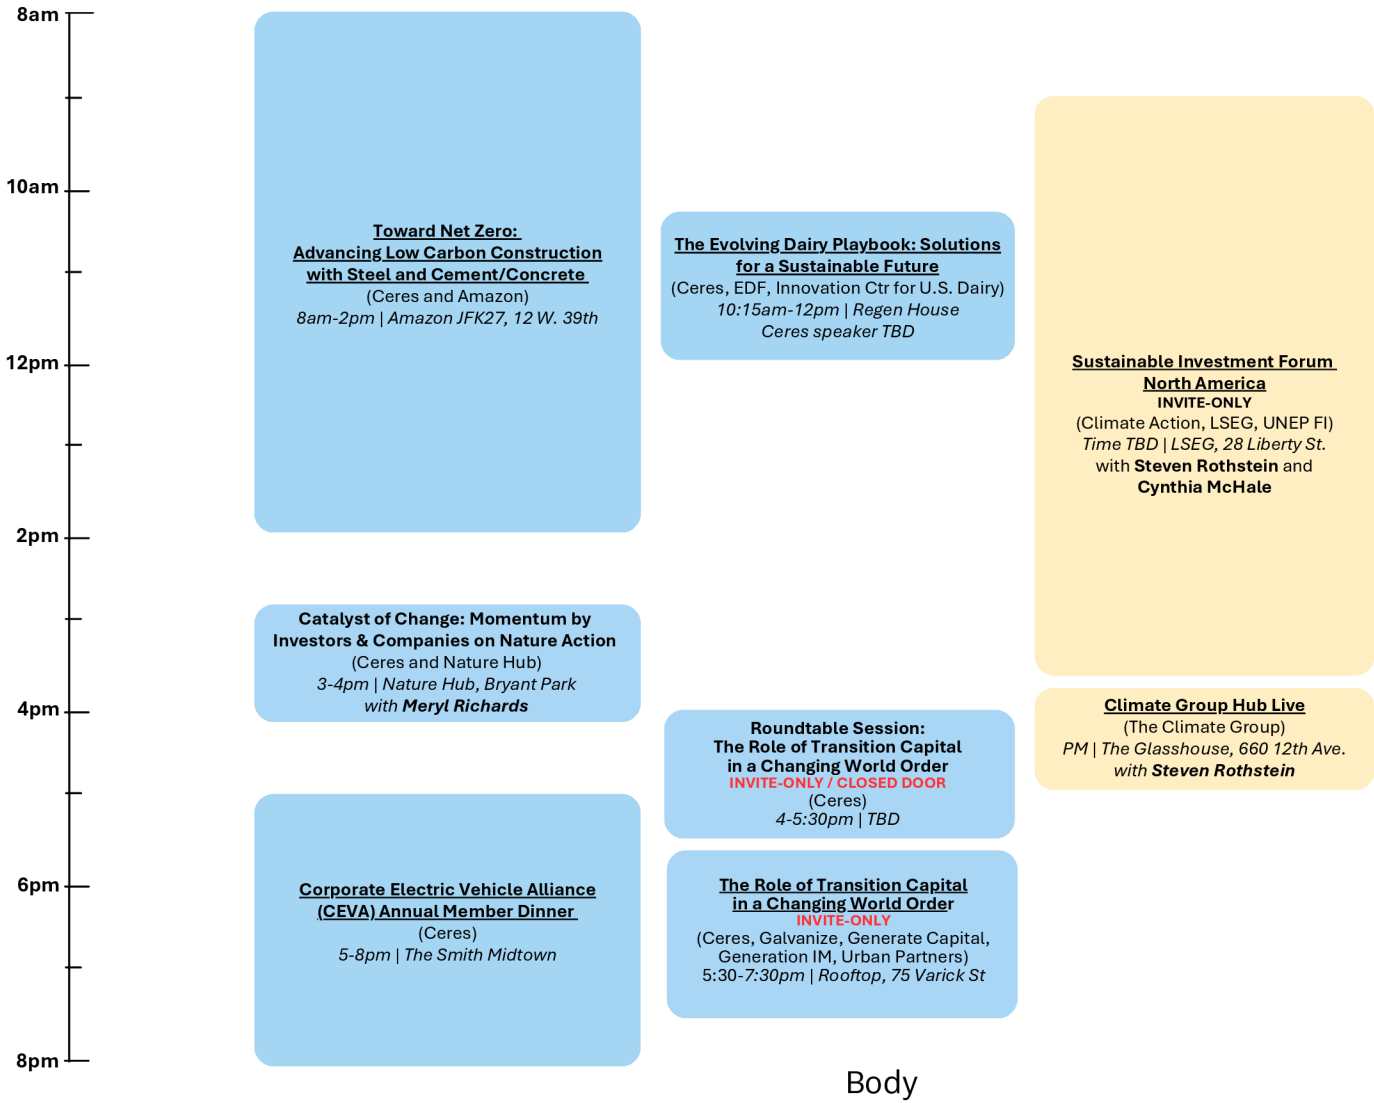 8am
10am
12pm
2pm
4pm
6pm
8pm
Toward Net Zero:
Advancing Low Carbon Construction
with Steel and Cement/Concrete
(Ceres and Amazon)
8am-2pm | Amazon JFK27, 12 W. 39th
The Evolving Dairy Playbook: Solutions
for a Sustainable Future
(Ceres, EDF, Innovation Ctr for U.S. Dairy)
10:15am-12pm | Regen House
Ceres speaker TBD
Sustainable Investment Forum
North America
INVITE-ONLY
(Climate Action, LSEG, UNEP FI)
Time TBD | LSEG, 28 Liberty St.
with Steven Rothstein and
Cynthia McHale
Catalyst of Change: Momentum by
Investors & Companies on Nature Action
(Ceres and Nature Hub)
3-4pm | Nature Hub, Bryant Park
with Meryl Richards
Climate Group Hub Live
(The Climate Group)
PM | The Glasshouse, 660 12th Ave.
with Steven Rothstein
Roundtable Session:
The Role of Transition Capital
in a Changing World Order
INVITE-ONLY / CLOSED DOOR
(Ceres)
4-5:30pm | TBD
Corporate Electric Vehicle Alliance
(CEVA) Annual Member Dinner
(Ceres)
5-8pm | The Smith Midtown
The Role of Transition Capital
in a Changing World Order
INVITE-ONLY
(Ceres, Galvanize, Generate Capital,
Generation IM, Urban Partners)
5:30-7:30pm | Rooftop, 75 Varick St
Body